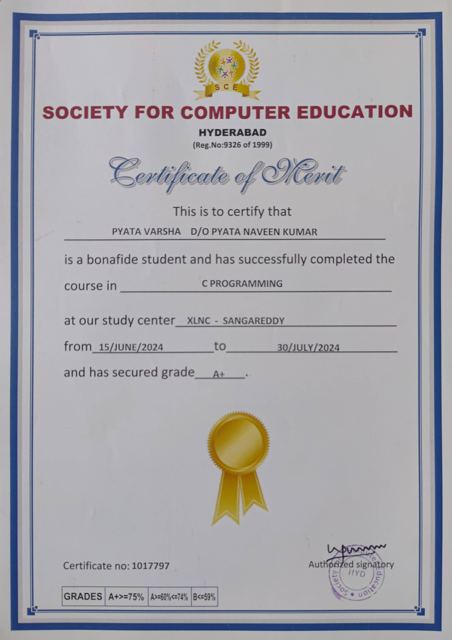 SCE
SOCIETY FOR COMPUTER EDUCATION
HYDERABAD
(Reg.No:9326 of 1999)
Certificate of Merit
This is to certify that
PYATA VARSHA D/O PYATA NAVEEN KUMAR
is a bonafide student and has successfully completed the
course in C PROGRAMMING
at our study center XLNC - SANGAREDDY
from 15/JUNE/2024 to 30/JULY/2024
and has secured grade A+.
Certificate no: 1017797
Authorized signatory
HYD
GRADES A+>=75% A>=60%<=74% B<=59%